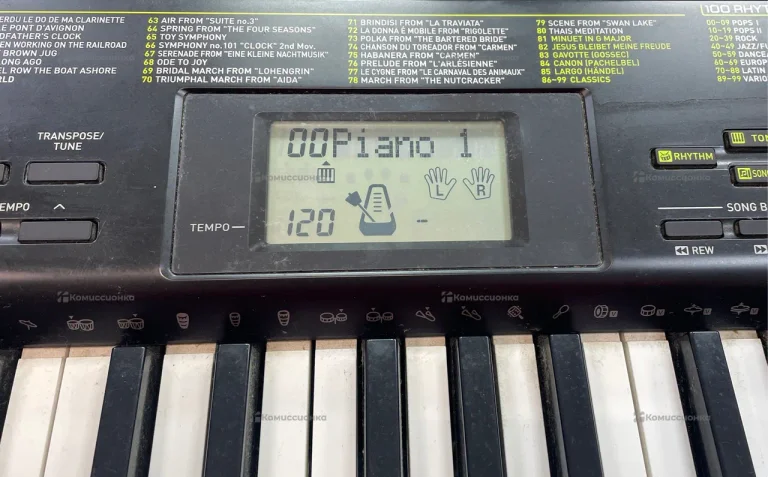 EROU LE DO DE MA CLARINETTE
E PONT D'AVIGNON
EN WORKING ON THE RAILROAD
BROWN JUG
ONG AGO
EL ROW THE BOAT ASHORE
63 AIR FROM "SUITE no.3"
64 SPRING FROM "THE FOUR SEASONS"
65 TOY SYMPHONY
66 SYMPHONY no.101 "CLOCK" 2nd Mov.
67 SERENADE FROM "EINE KLEINE NACHTMUSIK"
68 ODE TO JOY
69 BRIDAL MARCH FROM "LOHENGRIN"
70 TRIUMPHAL MARCH FROM "AIDA"
71 BRINDISI FROM "LA TRAVIATA"
72 LA DONNA È MOBILE FROM "RIGOLETTE"
73 POLKA FROM "THE BARTERED BRIDE"
74 CHANSON DU TOREADOR FROM "CARMEN"
75 HABANERA FROM "CARMEN"
76 PRELUDE FROM "L'ARLÉSIENNE"
77 LE CYGNE FROM "LE CARNAVAL DES ANIMAUX"
78 MARCH FROM "THE NUTCRACKER"
79 SCENE FROM "SWAN LAKE"
80 THAIS MEDITATION
81 MINUET IN G MAJOR
82 JESUS BLEIBET MEINE FREUDE
83 GAVOTTE (GOSSEC)
84 CANON (PACHELBEL)
85 LARGO (HÄNDEL)
86-99 CLASSICS
100 RHYT
00-09 POPS I
10-19 POPS II
20-39 ROCK
40-49 JAZZ/FU
50-59 DANCE/
60-69 EUROP
70-88 LATIN
89-99 VARIO
TRANSPOSE/
TUNE
TEMPO
00Piano 1
L R
TEMPO
120 -
TON
RHYTHM
SONG
SONG B
REW
Комиссионка
Комиссионка
Комиссионка
Комиссионка
Комиссионка
Комиссионка